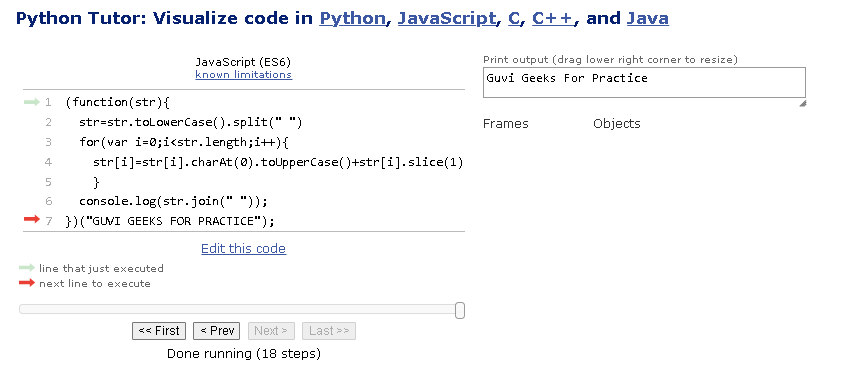 Python Tutor: Visualize code in Python, JavaScript, C, C++, and Java
JavaScript (ES6)
known limitations
1 (function(str){
2 str=str.toLowerCase().split(" ")
3 for(var i=0;i<str.length;i++){
4 str[i]=str[i].charAt(0).toUpperCase()+str[i].slice(1)
5 }
6 console.log(str.join(" "));
7 })("GUVI GEEKS FOR PRACTICE");
Edit this code
line that just executed
next line to execute
<< First < Prev Next > Last >>
Done running (18 steps)
Print output (drag lower right corner to resize)
Guvi Geeks For Practice
Frames Objects